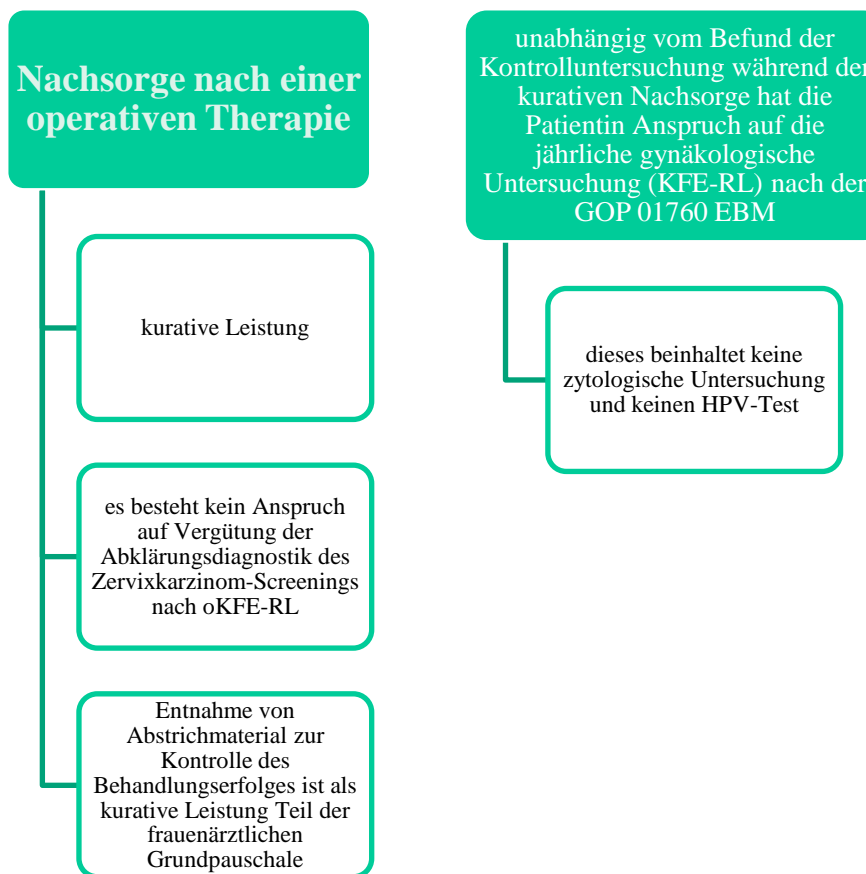 Nachsorge nach einer
operativen Therapie
kurative Leistung
es besteht kein Anspruch
auf Vergütung der
Abklärungsdiagnostik des
Zervixkarzinom-Screenings
nach oKFE-RL
Entnahme von
Abstrichmaterial zur
Kontrolle des
Behandlungserfolges ist als
kurative Leistung Teil der
frauenärztlichen
Grundpauschale
unabhängig vom Befund der
Kontrolluntersuchung während der
kurativen Nachsorge hat die
Patientin Anspruch auf die
jährliche gynäkologische
Untersuchung (KFE-RL) nach der
GOP 01760 EBM
dieses beinhaltet keine
zytologische Untersuchung
und keinen HPV-Test